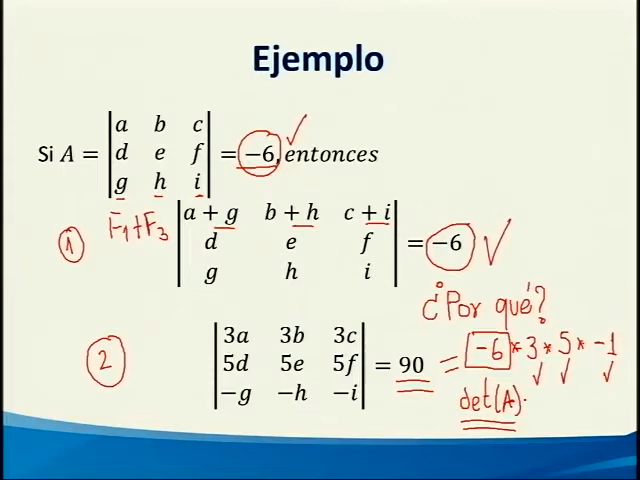 Ejemplo
a b c
Si A = d e f = −6, entonces
g h i
F1+F3
a + g b + h c + i
1 d e f = −6
g h i
¿Por qué?
3a 3b 3c
2 5d 5e 5f = 90 = -6 * 3 * 5 * -1
−g −h −i
det(A).